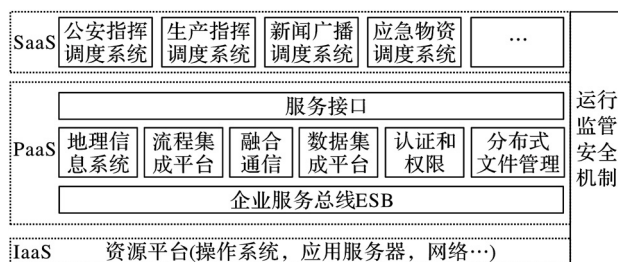 SaaS
公安指挥
调度系统
生产指挥
调度系统
新闻广播
调度系统
应急物资
调度系统
…
PaaS
服务接口
地理信
息系统
流程集
成平台
融合
通信
数据集
成平台
认证和
权限
分布式
文件管理
企业服务总线ESB
IaaS
资源平台(操作系统，应用服务器，网络…)
运行
监管
安全
机制